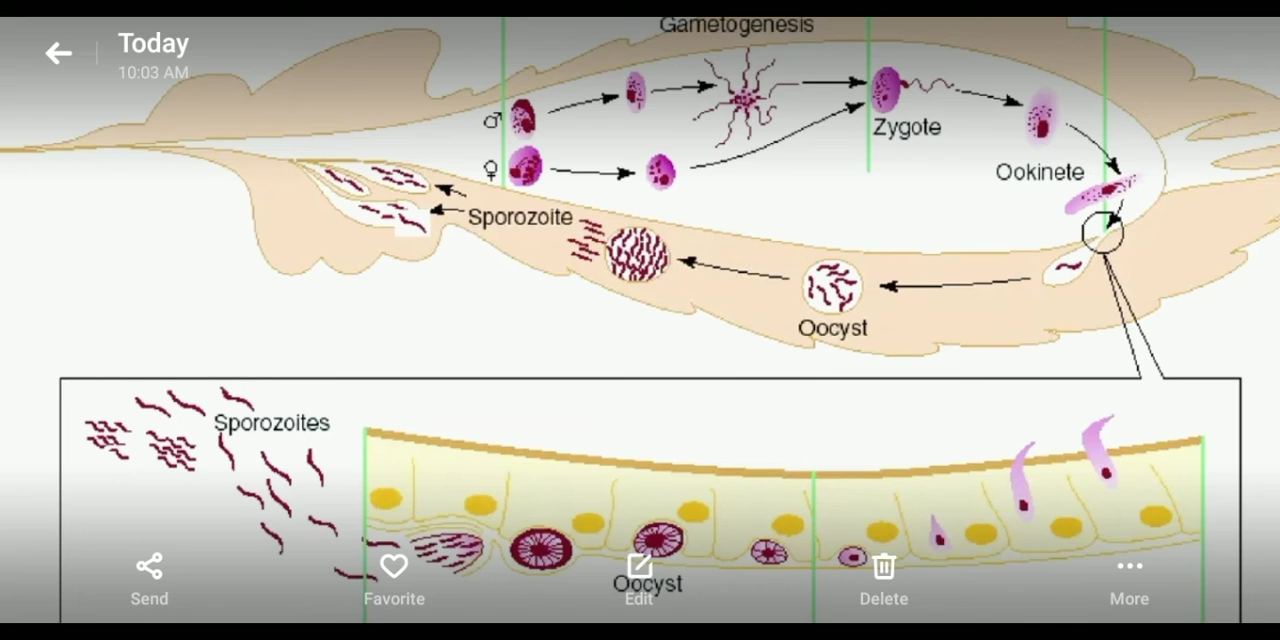 Gametogenesis
Today
10:03 AM
♂
♀
Zygote
Ookinete
Sporozoite
Oocyst
Sporozoites
Oocyst
Send
Favorite
Edit
Delete
More